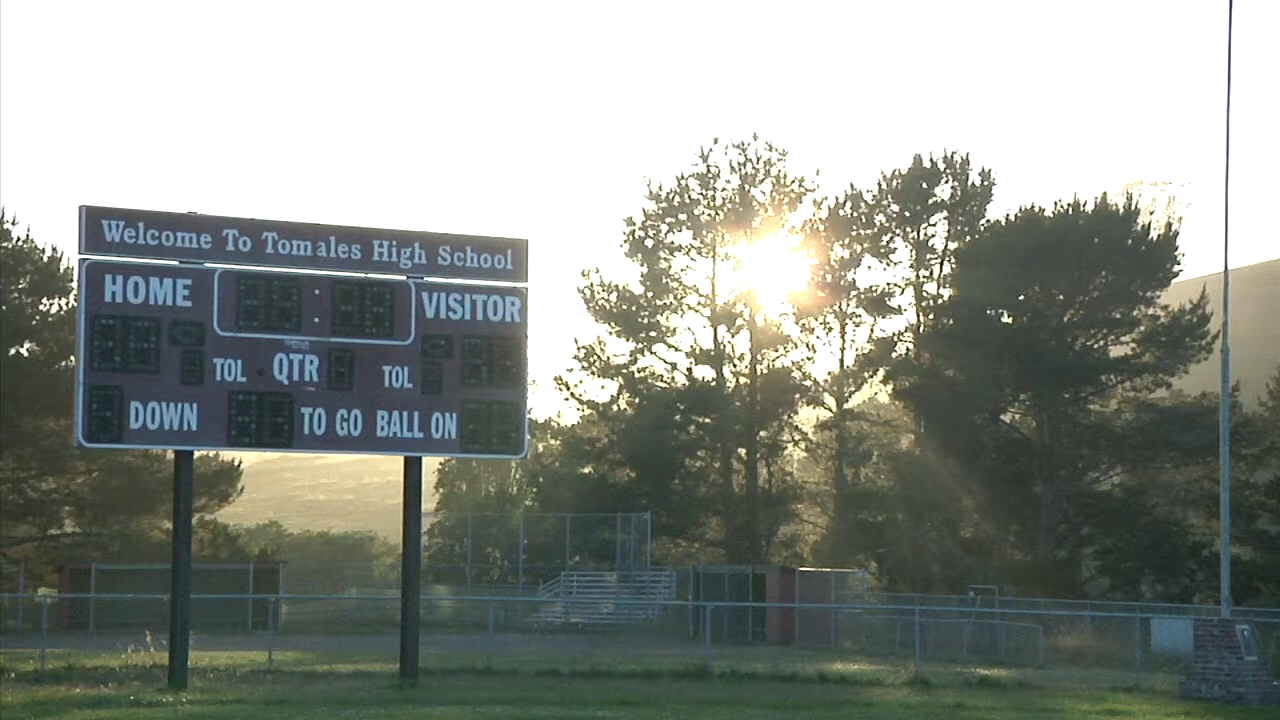 Welcome To Tomales High School
HOME VISITOR
TOL QTR TOL
DOWN TO GO BALL ON